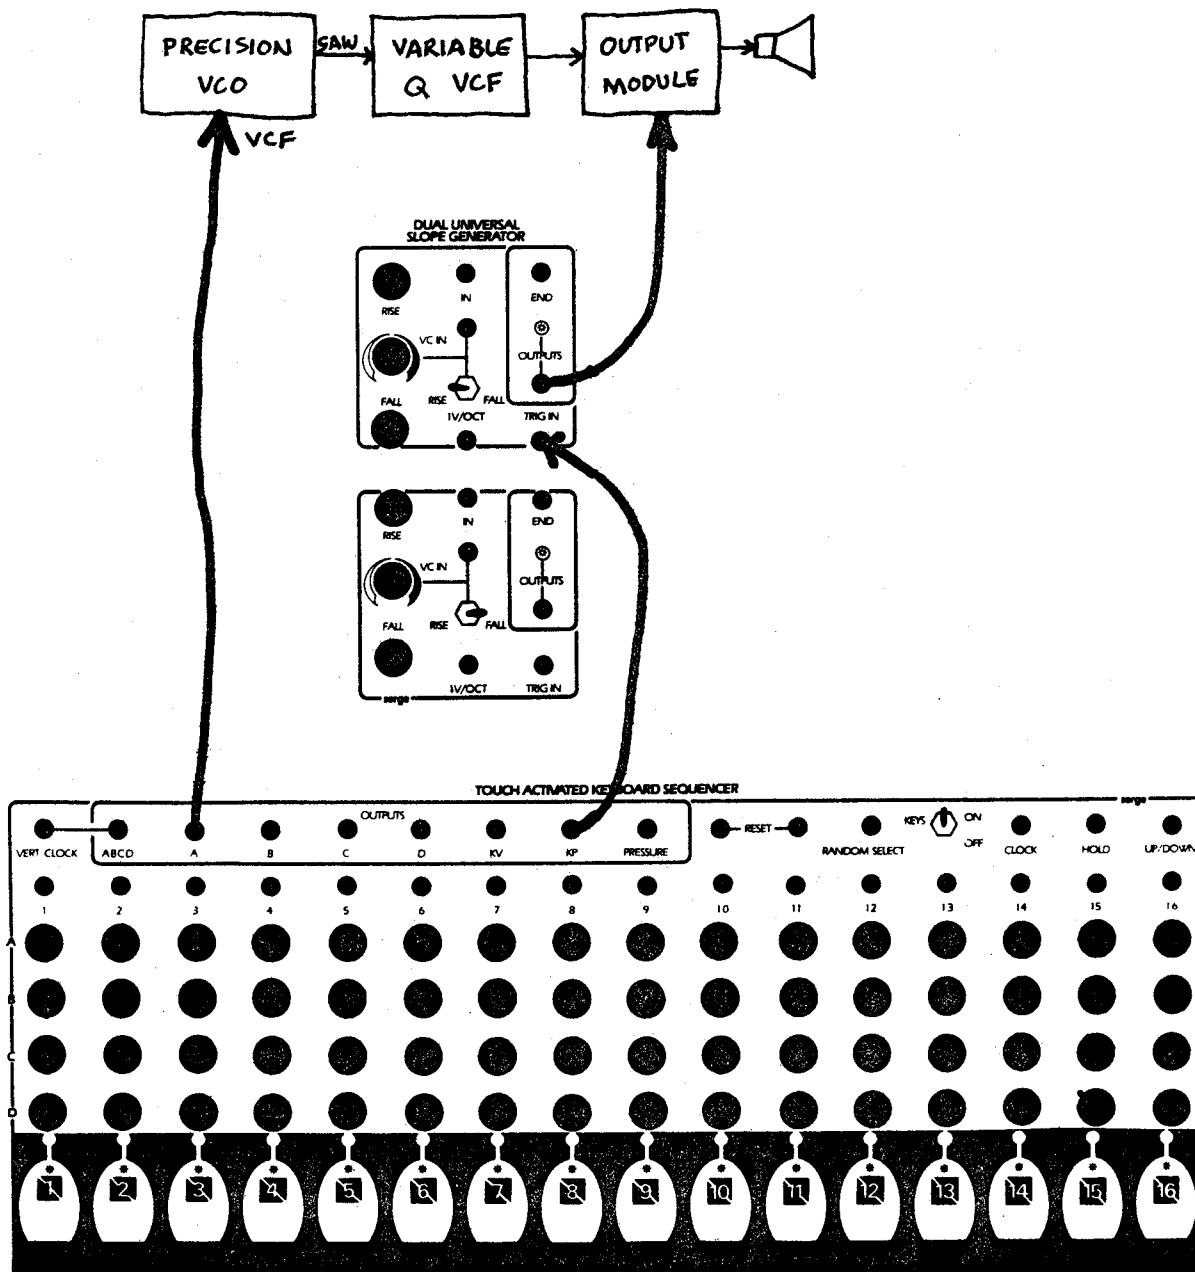 PRECISION VCO
SAW
VARIABLE Q VCF
OUTPUT MODULE
VCF
DUAL UNIVERSAL
SLOPE GENERATOR
RISE
IN
END
VC IN
OUTPUTS
FALL
RISE
FALL
1V/OCT
TRIG IN
RISE
IN
END
VC IN
OUTPUTS
FALL
RISE
FALL
1V/OCT
TRIG IN
serge
TOUCH ACTIVATED KEYBOARD SEQUENCER
serge
OUTPUTS
RESET
KEYS
ON
OFF
VERT CLOCK
ABCD
A
B
C
D
KV
KP
PRESSURE
RANDOM SELECT
CLOCK
HOLD
UP/DOWN
1 2 3 4 5 6 7 8 9 10 11 12 13 14 15 16
A
B
C
D
* * * * * * * * * * * * * * * *
1 2 3 4 5 6 7 8 9 10 11 12 13 14 15 16